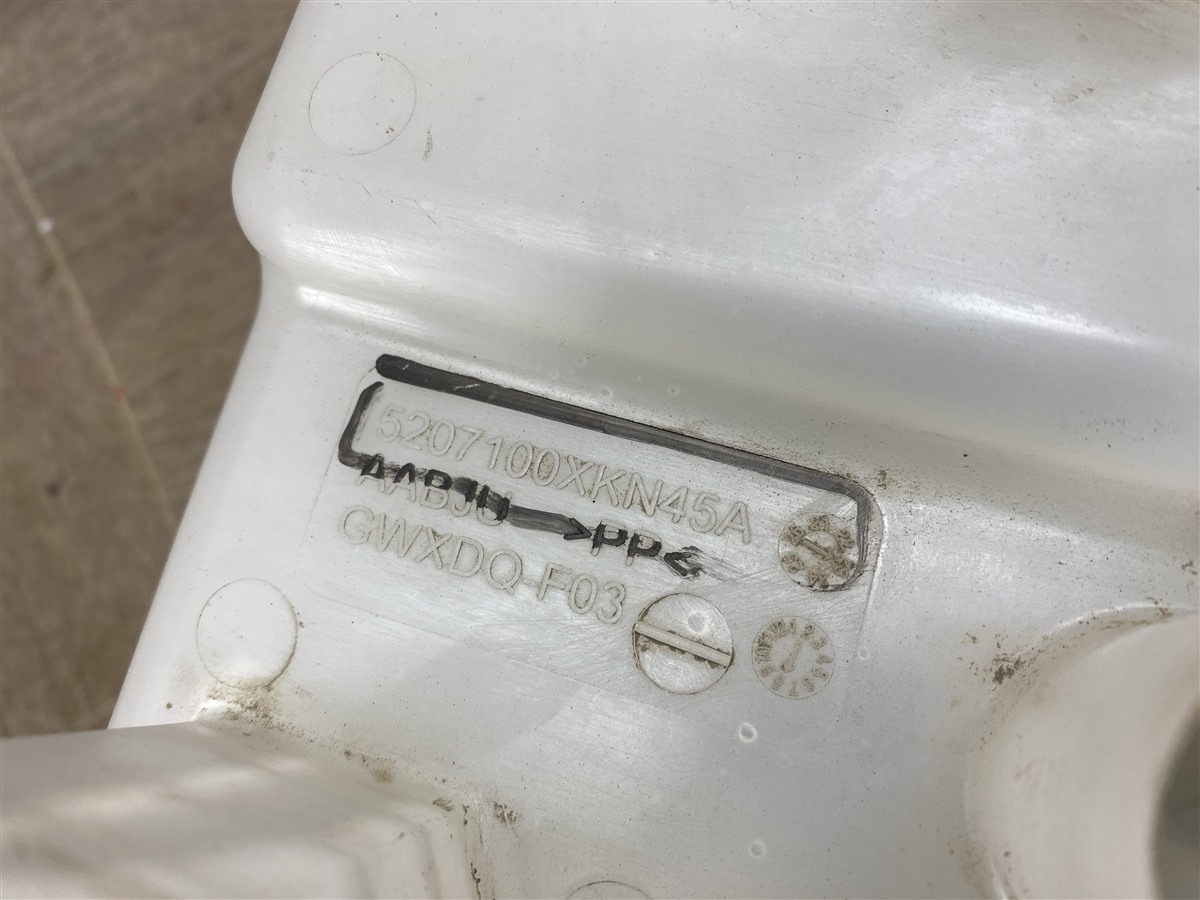 5207100XKN45A
AABJU >PP<
GWXDQ-F03